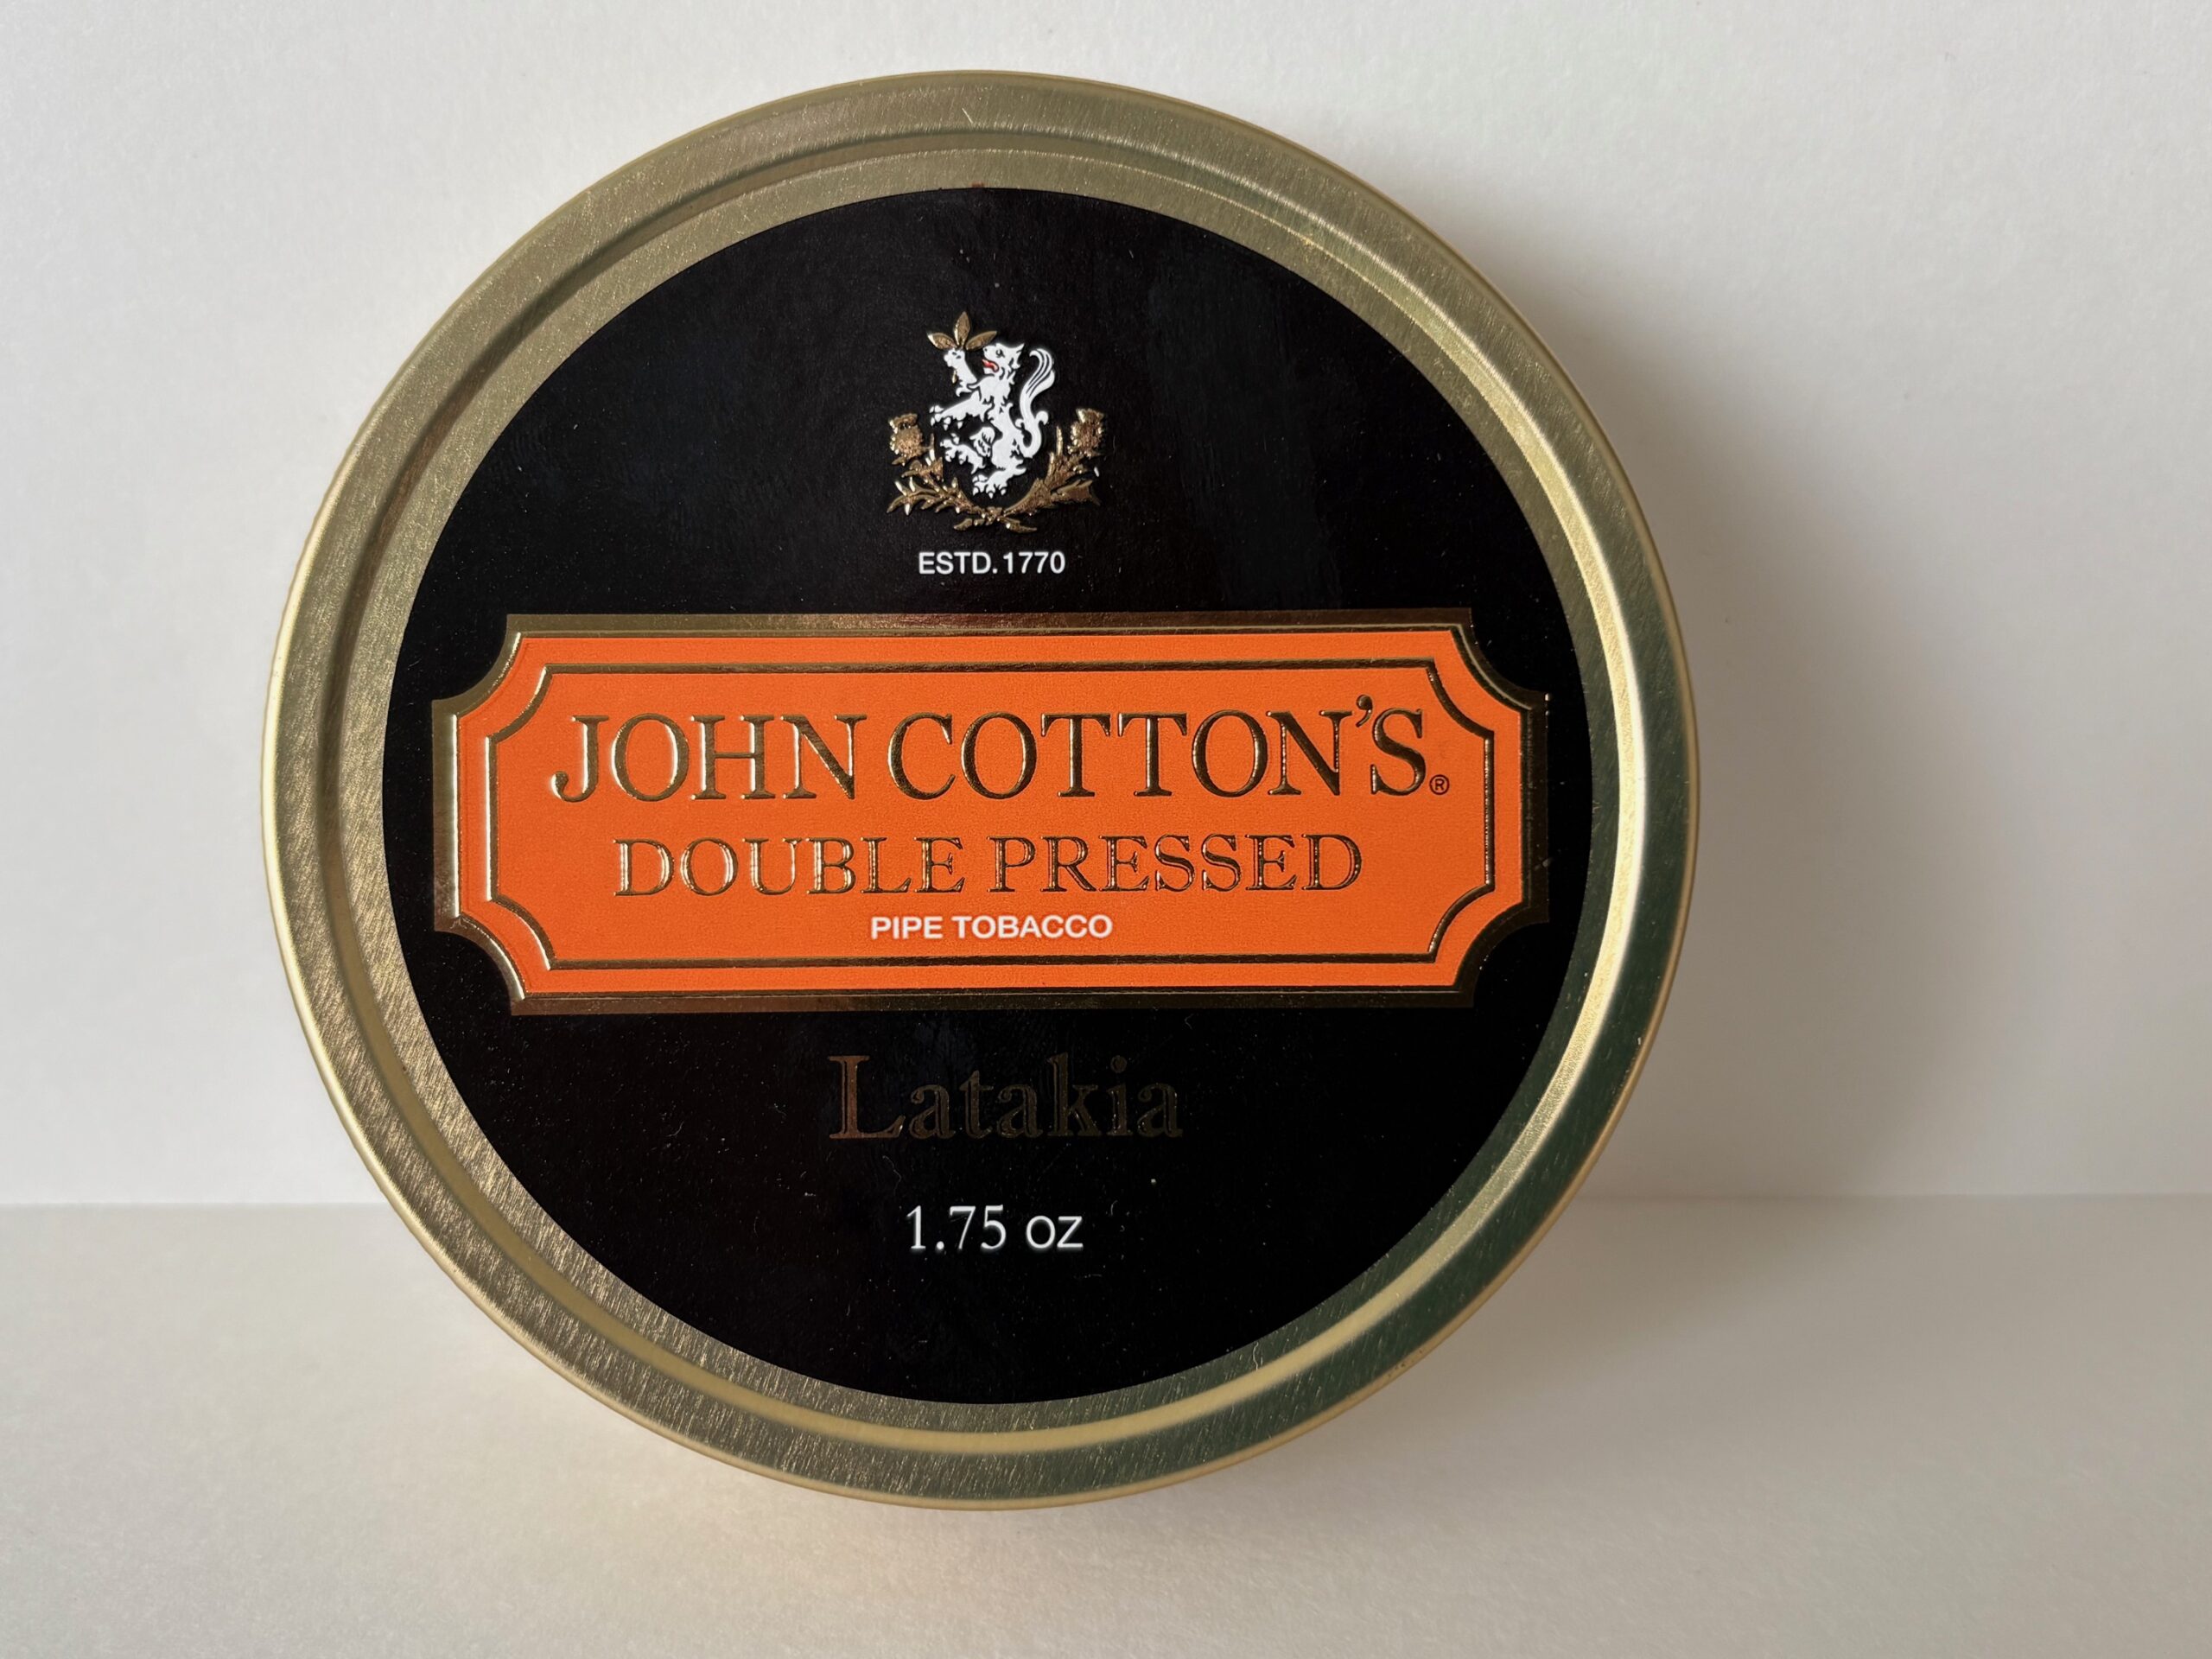 ESTD. 1770
JOHN COTTON'S®
DOUBLE PRESSED
PIPE TOBACCO
Latakia
1.75 oz